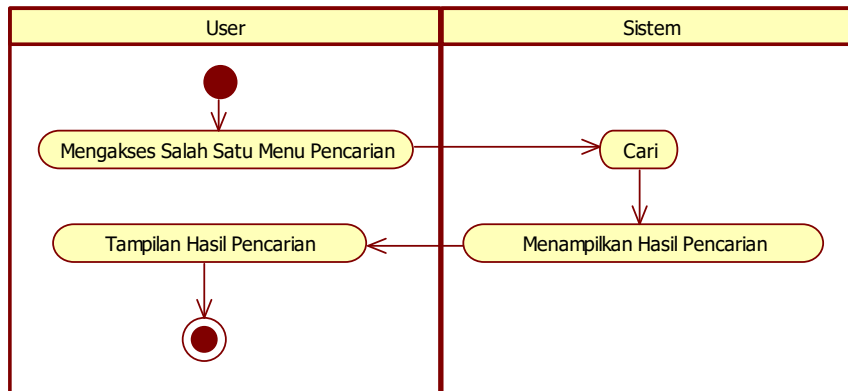 User
Sistem
Mengakses Salah Satu Menu Pencarian
Cari
Tampilan Hasil Pencarian
Menampilkan Hasil Pencarian